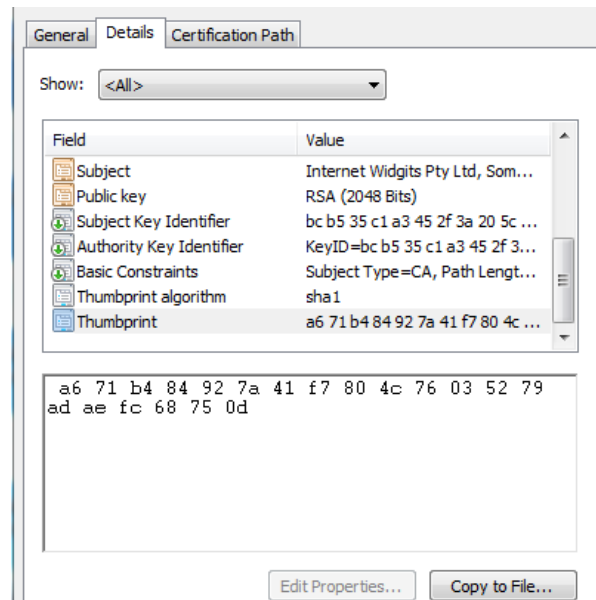 General Details Certification Path
Show: <All>
Field Value
Subject Internet Widgits Pty Ltd, Som...
Public key RSA (2048 Bits)
Subject Key Identifier bc b5 35 c1 a3 45 2f 3a 20 5c ...
Authority Key Identifier KeyID=bc b5 35 c1 a3 45 2f 3...
Basic Constraints Subject Type=CA, Path Lengt...
Thumbprint algorithm sha1
Thumbprint a6 71 b4 84 92 7a 41 f7 80 4c ...
a6 71 b4 84 92 7a 41 f7 80 4c 76 03 52 79
ad ae fc 68 75 0d
Edit Properties... Copy to File...